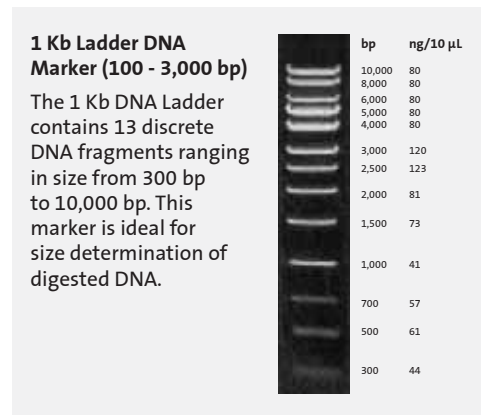 1 Kb Ladder DNA
Marker (100 - 3,000 bp)
The 1 Kb DNA Ladder
contains 13 discrete
DNA fragments ranging
in size from 300 bp
to 10,000 bp. This
marker is ideal for
size determination of
digested DNA.
bp ng/10 µL
10,000 80
8,000 80
6,000 80
5,000 80
4,000 80
3,000 120
2,500 123
2,000 81
1,500 73
1,000 41
700 57
500 61
300 44